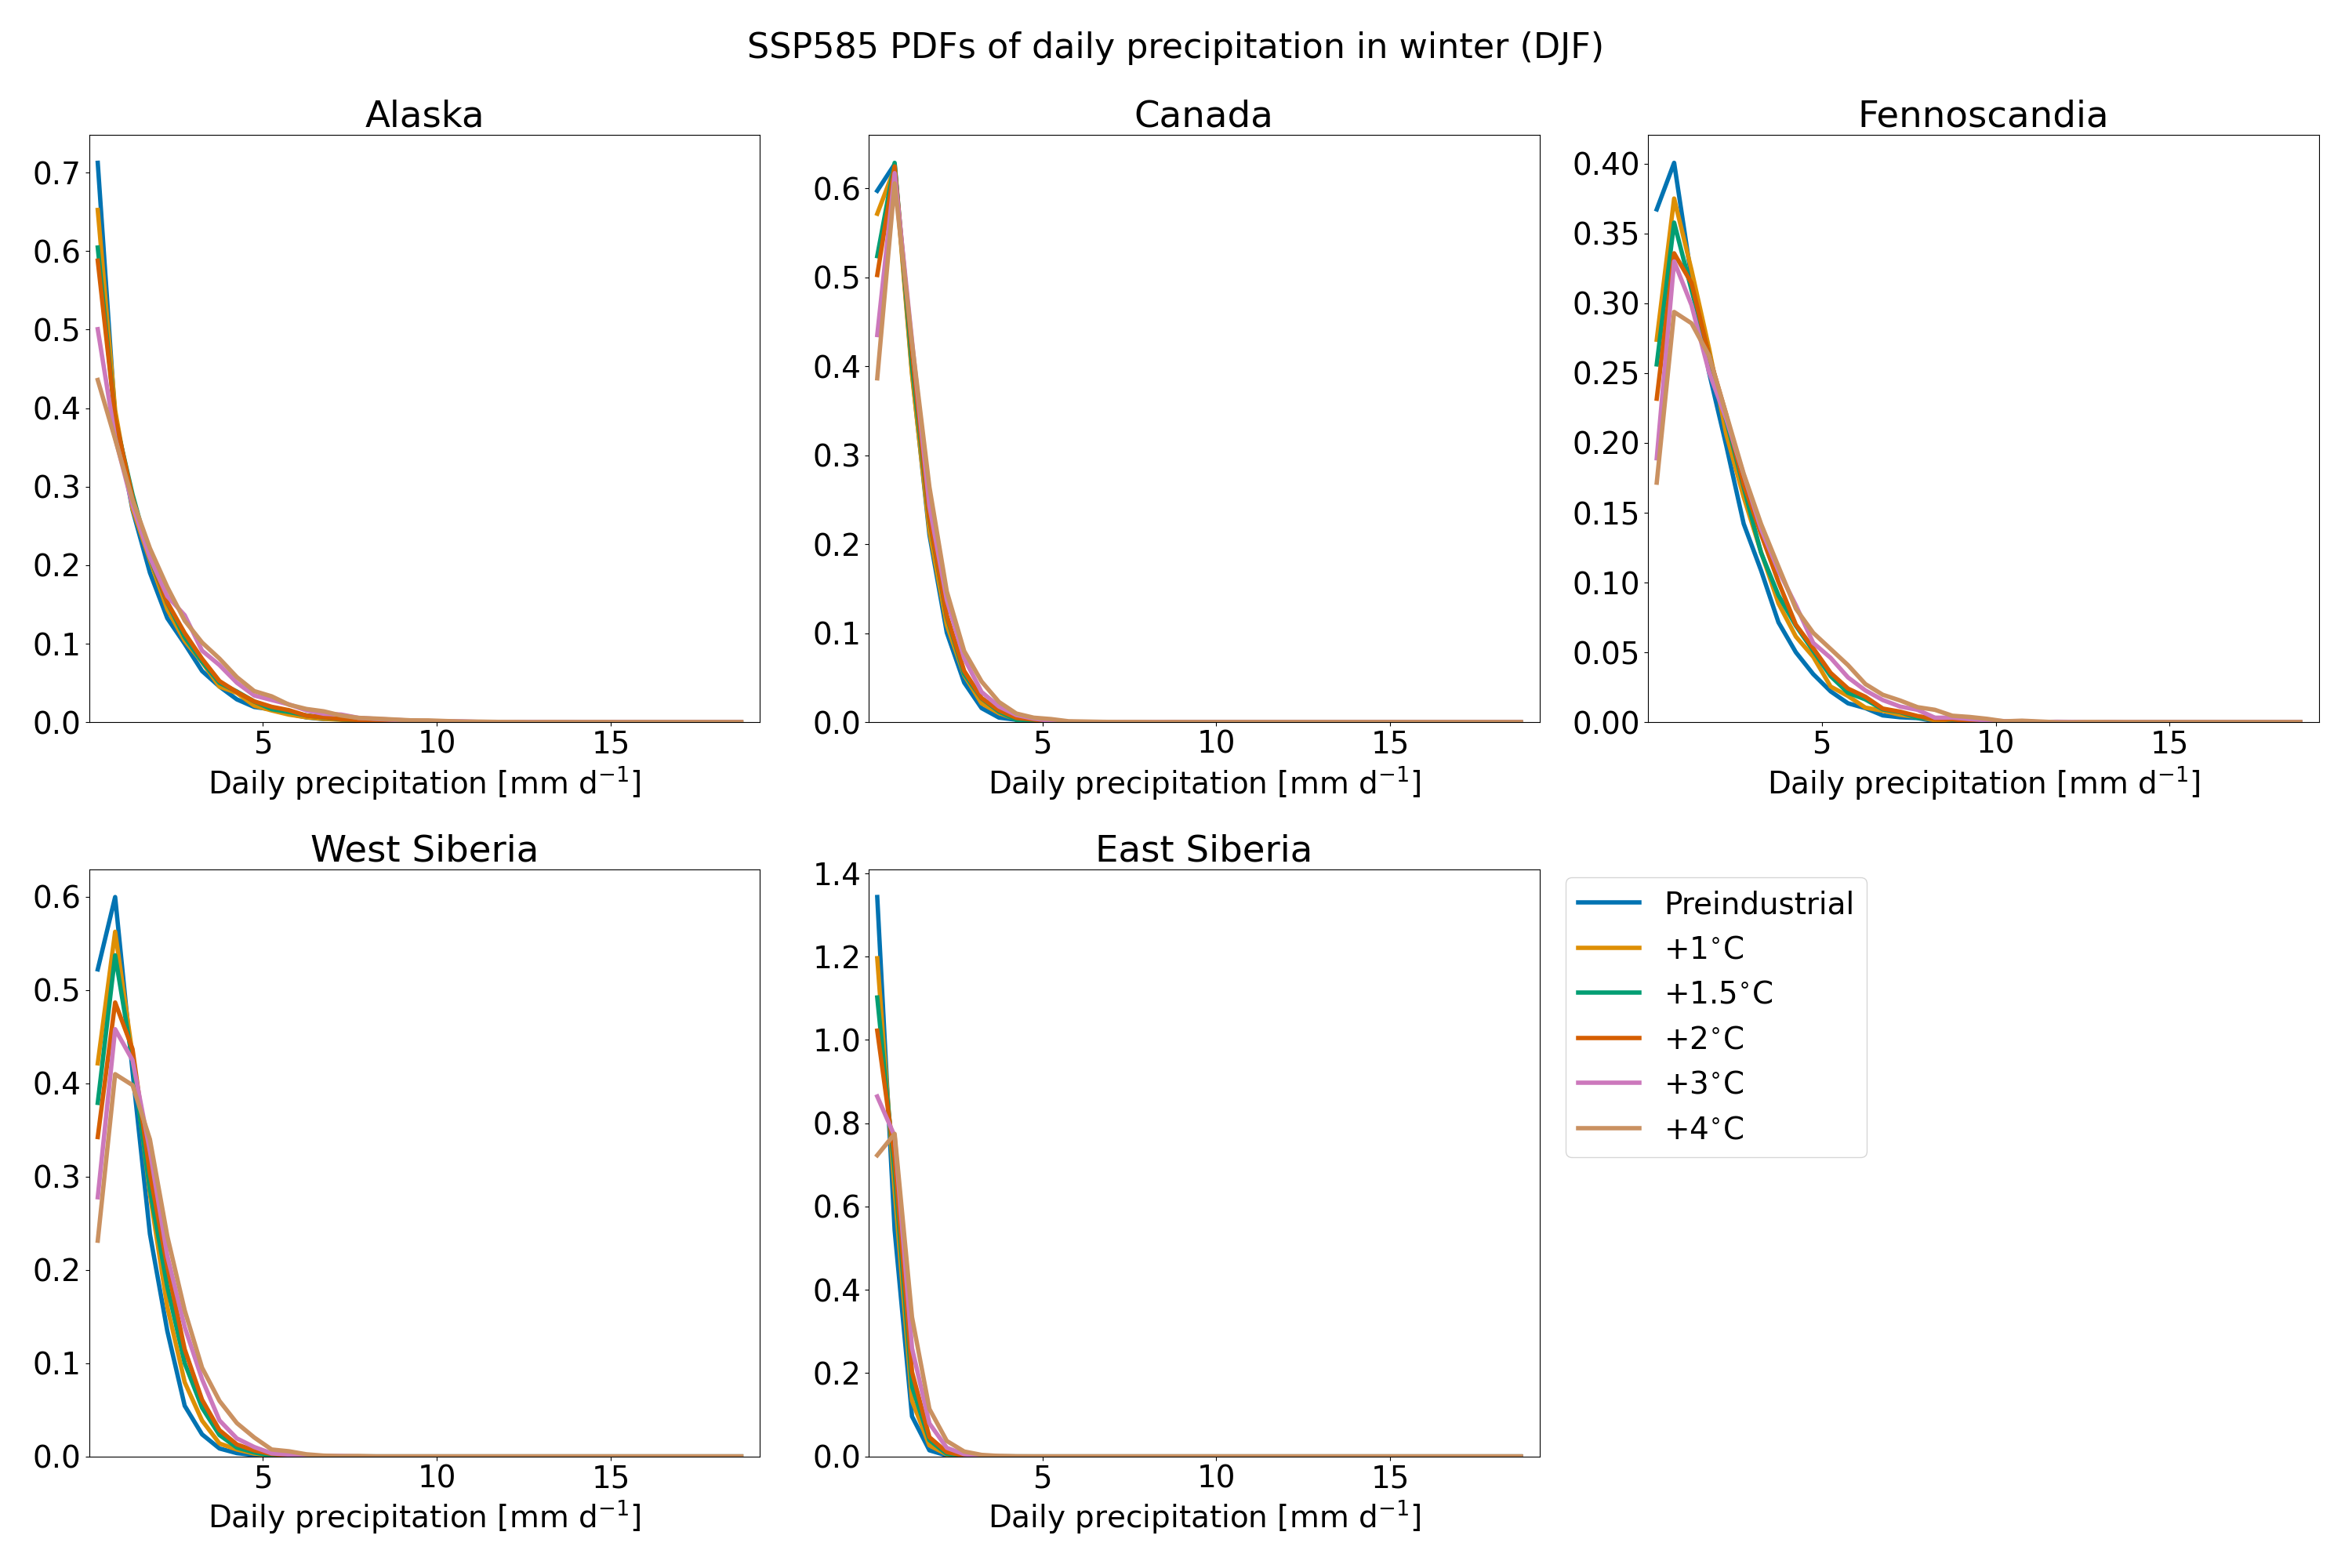 SSP585 PDFs of daily precipitation in winter (DJF)
Alaska
0.7
0.6
0.5
0.4
0.3
0.2
0.1
0.0
5 10 15
Daily precipitation [mm d⁻¹]
Canada
0.6
0.5
0.4
0.3
0.2
0.1
0.0
5 10 15
Daily precipitation [mm d⁻¹]
Fennoscandia
0.40
0.35
0.30
0.25
0.20
0.15
0.10
0.05
0.00
5 10 15
Daily precipitation [mm d⁻¹]
West Siberia
0.6
0.5
0.4
0.3
0.2
0.1
0.0
5 10 15
Daily precipitation [mm d⁻¹]
East Siberia
1.4
1.2
1.0
0.8
0.6
0.4
0.2
0.0
5 10 15
Daily precipitation [mm d⁻¹]
Preindustrial
+1°C
+1.5°C
+2°C
+3°C
+4°C